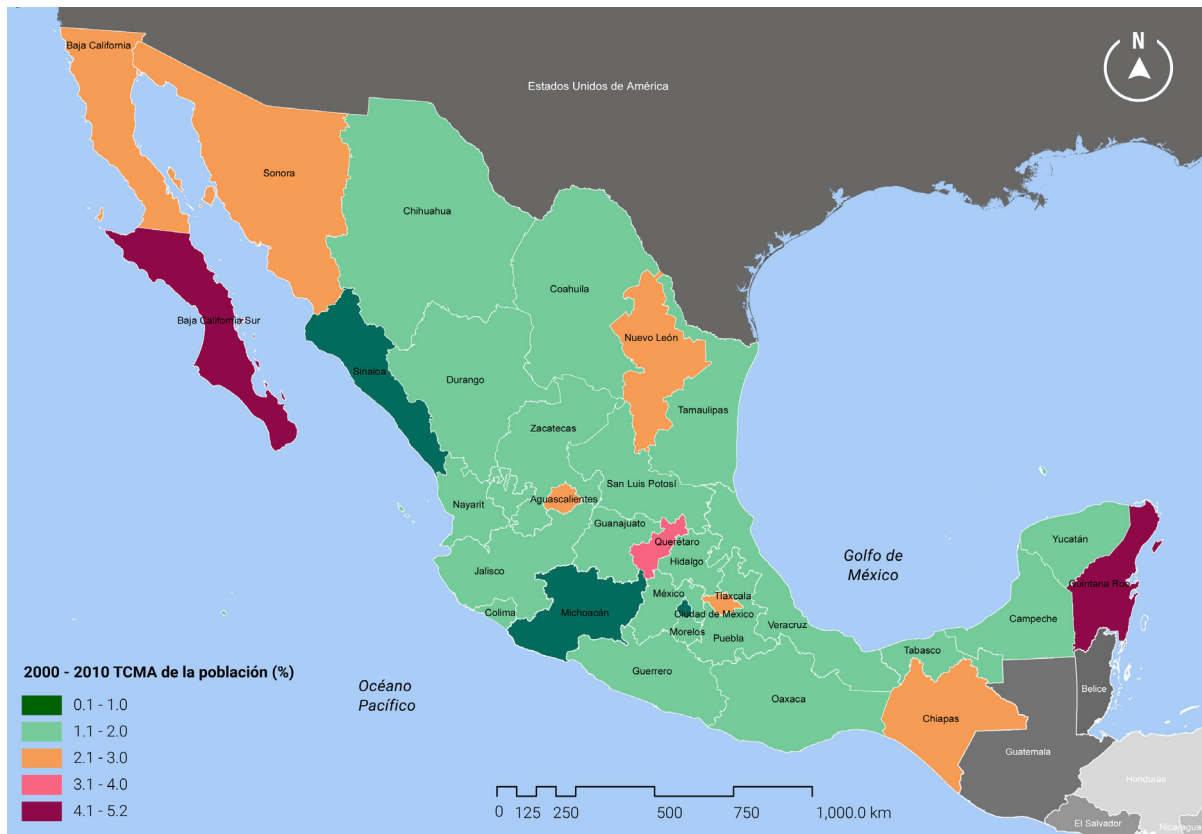 N
Estados Unidos de América
Baja California
Sonora
Chihuahua
Coahuila
Baja California Sur
Nuevo León
Sinaloa
Durango
Tamaulipas
Zacatecas
San Luis Potosí
Aguascalientes
Nayarit
Guanajuato
Querétaro
Hidalgo
Jalisco
México
Tlaxcala
Colima
Michoacán
Ciudad de México
Morelos
Puebla
Veracruz
Guerrero
Oaxaca
Golfo de
México
Yucatán
Quintana Roo
Campeche
Tabasco
Chiapas
Belice
Guatemala
Honduras
El Salvador
Nicaragua
Océano
Pacífico
2000 - 2010 TCMA de la población (%)
0.1 - 1.0
1.1 - 2.0
2.1 - 3.0
3.1 - 4.0
4.1 - 5.2
0 125 250 500 750 1,000.0 km